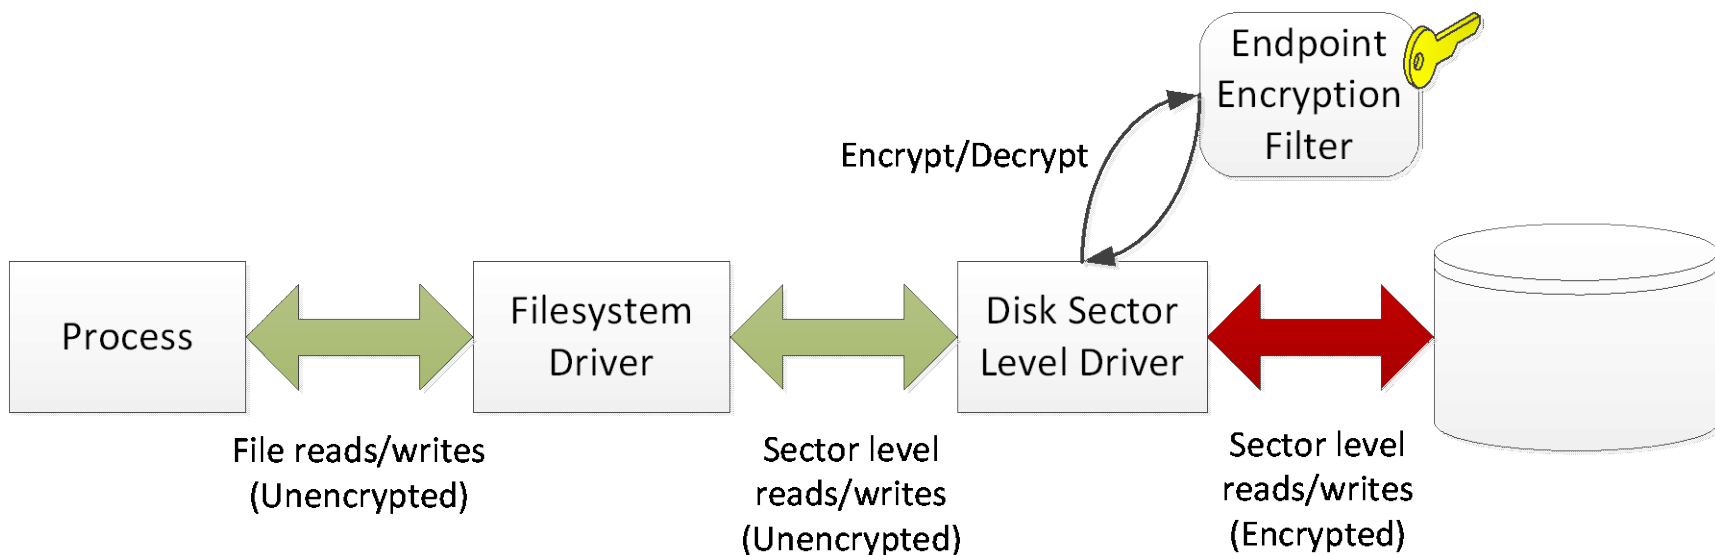 Endpoint
Encryption
Filter
Encrypt/Decrypt
Process
Filesystem
Driver
Disk Sector
Level Driver
File reads/writes
(Unencrypted)
Sector level
reads/writes
(Unencrypted)
Sector level
reads/writes
(Encrypted)